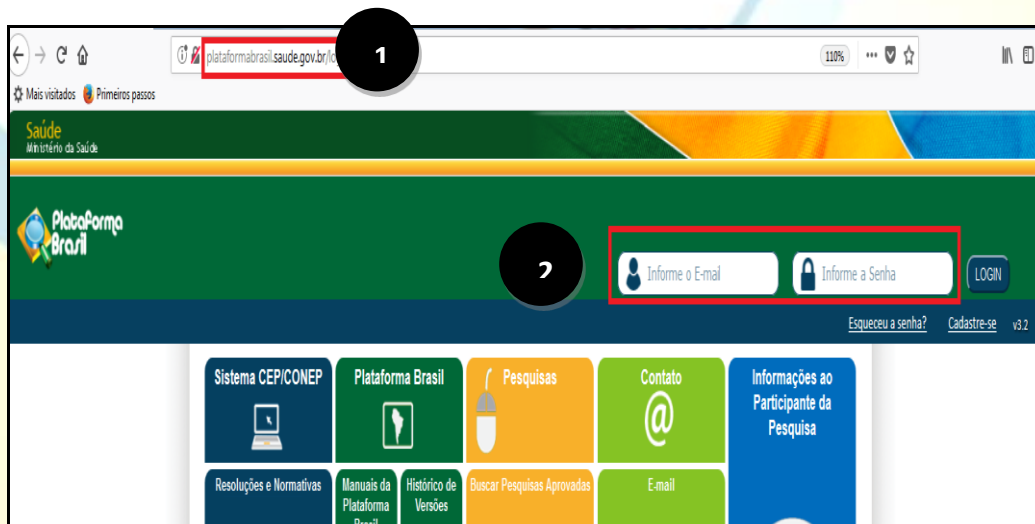 1
plataformabrasil.saude.gov.br/lo
110%
Mais visitados Primeiros passos
Saúde
Ministério da Saúde
Plataforma
Brasil
2
Informe o E-mail Informe a Senha LOGIN
Esqueceu a senha? Cadastre-se v3.2
Sistema CEP/CONEP Plataforma Brasil Pesquisas Contato Informações ao
Participante da
Pesquisa
@
Resoluções e Normativas Manuais da Histórico de Buscar Pesquisas Aprovadas E-mail
Plataforma Versões
Brasil